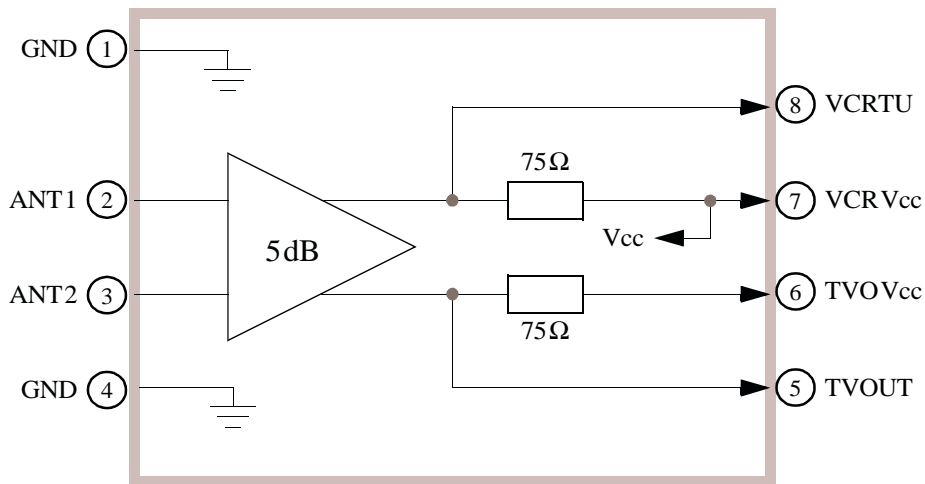 GND 1
8 VCRTU
75Ω
ANT1 2
7 VCR Vcc
Vcc
5dB
ANT2 3
6 TVO Vcc
75Ω
GND 4
5 TVOUT